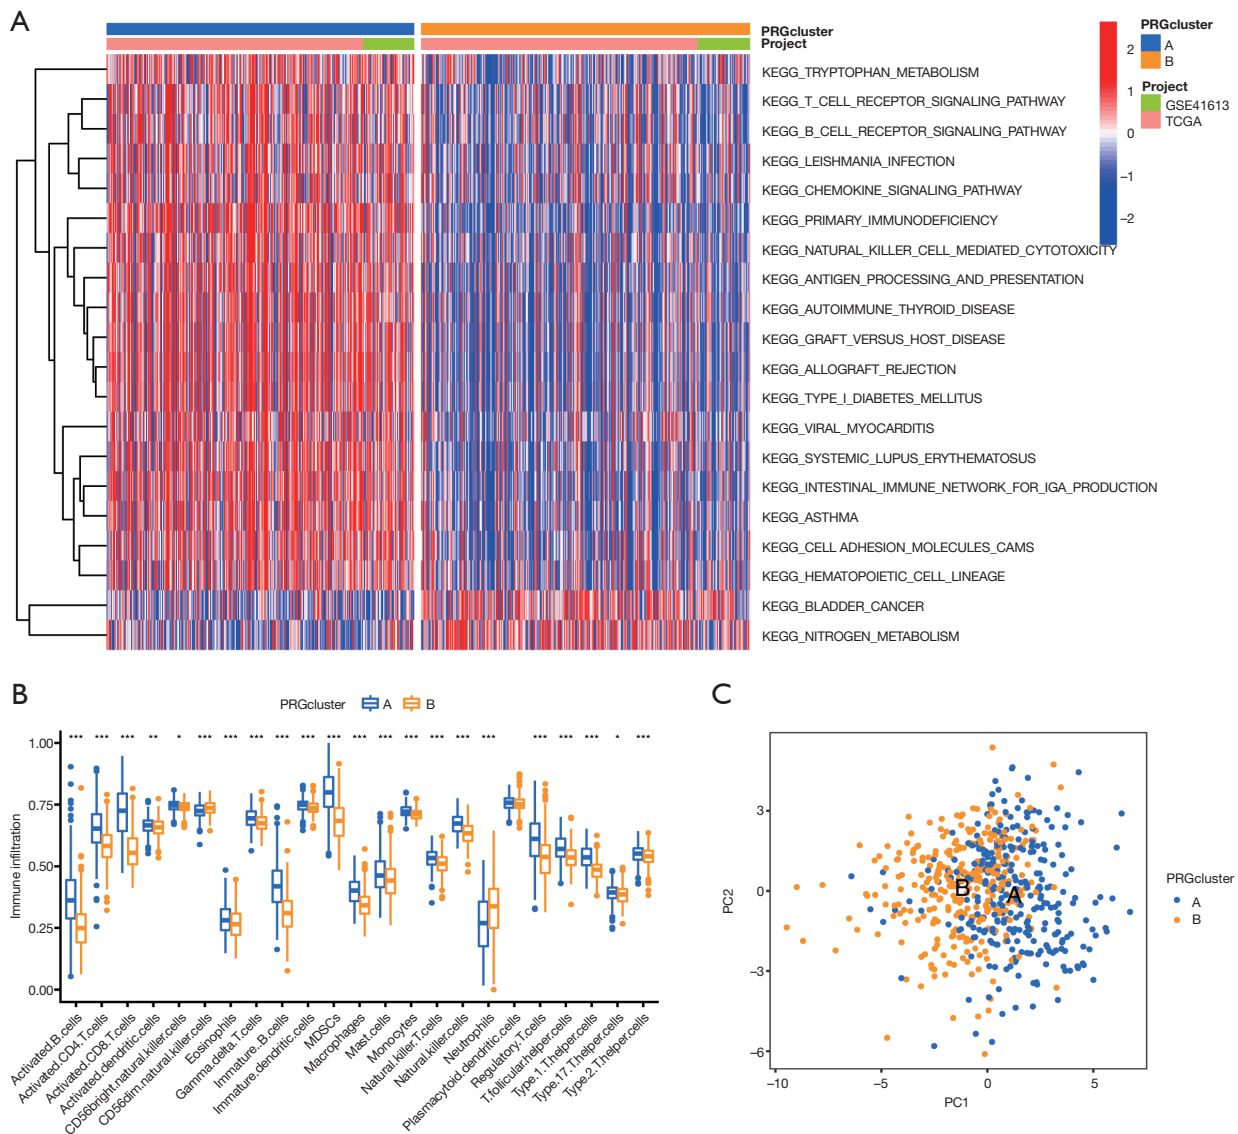 A
PRGcluster
Project
KEGG_TRYPTOPHAN_METABOLISM
KEGG_T_CELL_RECEPTOR_SIGNALING_PATHWAY
KEGG_B_CELL_RECEPTOR_SIGNALING_PATHWAY
KEGG_LEISHMANIA_INFECTION
KEGG_CHEMOKINE_SIGNALING_PATHWAY
KEGG_PRIMARY_IMMUNODEFICIENCY
KEGG_NATURAL_KILLER_CELL_MEDIATED_CYTOTOXICITY
KEGG_ANTIGEN_PROCESSING_AND_PRESENTATION
KEGG_AUTOIMMUNE_THYROID_DISEASE
KEGG_GRAFT_VERSUS_HOST_DISEASE
KEGG_ALLOGRAFT_REJECTION
KEGG_TYPE_I_DIABETES_MELLITUS
KEGG_VIRAL_MYOCARDITIS
KEGG_SYSTEMIC_LUPUS_ERYTHEMATOSUS
KEGG_INTESTINAL_IMMUNE_NETWORK_FOR_IGA_PRODUCTION
KEGG_ASTHMA
KEGG_CELL ADHESION_MOLECULES_CAMS
KEGG_HEMATOPOIETIC_CELL_LINEAGE
KEGG_BLADDER_CANCER
KEGG_NITROGEN_METABOLISM
2
1
0
−1
−2
PRGcluster
A
B
Project
GSE41613
TCGA
B
PRGcluster A B
*** *** *** ** * *** *** *** *** *** *** *** *** *** *** *** *** *** *** *** * ***
Immune infiltration
1.00
0.75
0.50
0.25
0.00
Activated.B.cells
Activated.CD4.T.cells
Activated.CD8.T.cells
Activated.dendritic.cells
CD56bright.natural.killer.cells
CD56dim.natural.killer.cells
Eosinophils
Gamma.delta.T.cells
Immature..B.cells
Immature.dendritic.cells
MDSCs
Macrophages
Mast.cells
Monocytes
Natural.killer.T.cells
Natural.killer.cells
Neutrophils
Plasmacytoid.dendritic.cells
Regulatory.T.cells
T.follicular.helper.cells
Type.1.T.helper.cells
Type.17.T.helper.cells
Type.2.T.helper.cells
C
PC2
3
0
−3
−6
B
A
−10
−5
0
5
PC1
PRGcluster
A
B